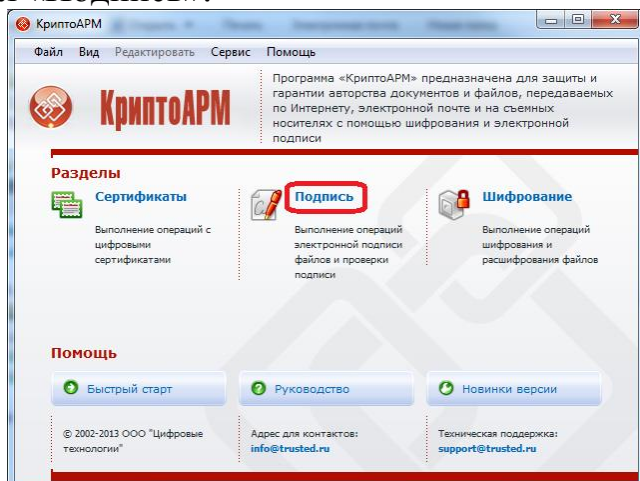 КриптоАРМ
Файл Вид Редактировать Сервис Помощь
КриптоАРМ
Программа «КриптоАРМ» предназначена для защиты и
гарантии авторства документов и файлов, передаваемых
по Интернету, электронной почте и на съемных
носителях с помощью шифрования и электронной
подписи
Разделы
Сертификаты
Выполнение операций с
цифровыми
сертификатами
Подпись
Выполнение операций
электронной подписи
файлов и проверки
подписи
Шифрование
Выполнение операций
шифрования и
расшифрования файлов
Помощь
Быстрый старт
Руководство
Новинки версии
© 2002-2013 ООО "Цифровые
технологии"
Адрес для контактов:
info@trusted.ru
Техническая поддержка:
support@trusted.ru